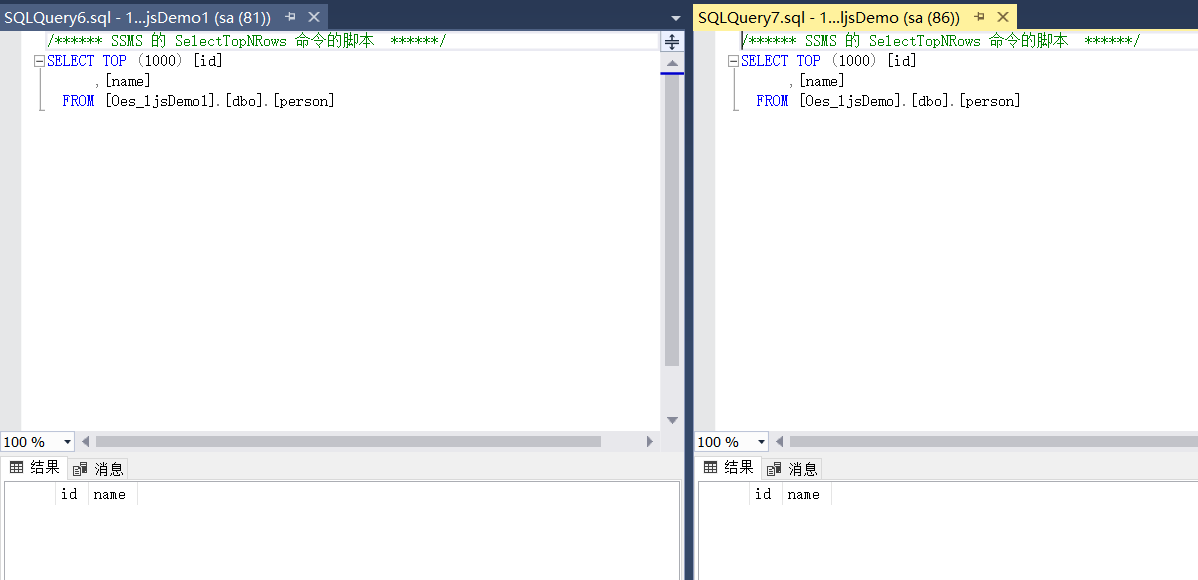 SQLQuery6.sql - 1...jsDemo1 (sa (81))
/****** SSMS 的 SelectTopNRows 命令的脚本  ******/
SELECT TOP (1000) [id]
,[name]
FROM [Oes_ljsDemo1].[dbo].[person]
100 %
结果 消息
id name
SQLQuery7.sql - 1...ljsDemo (sa (86))
/****** SSMS 的 SelectTopNRows 命令的脚本  ******/
SELECT TOP (1000) [id]
,[name]
FROM [Oes_ljsDemo].[dbo].[person]
100 %
结果 消息
id name